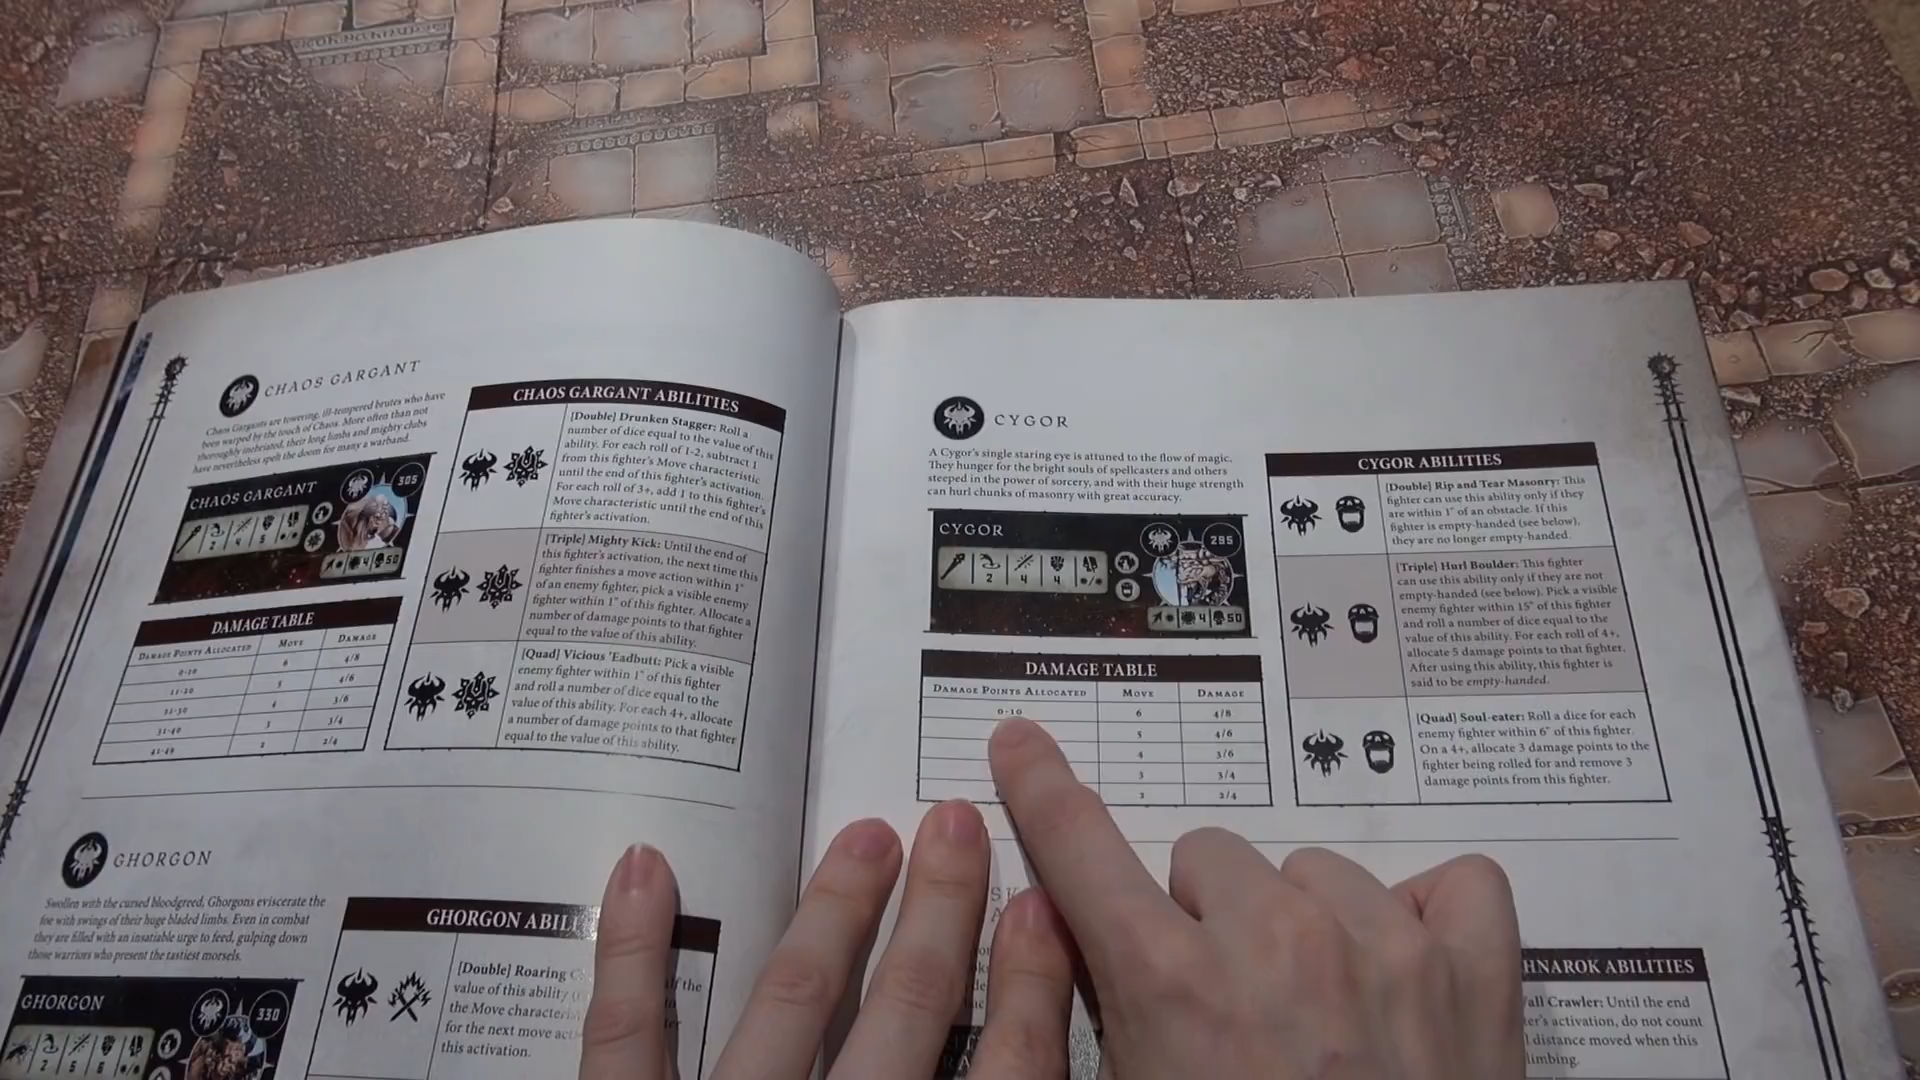 CHAOS GARGANT
Chaos Gargants are towering, ill-tempered brutes who have
been warped by the touch of Chaos. More often than not
thoroughly inebriated, their long limbs and mighty clubs
have nevertheless spelt the doom for many a warband.
CHAOS GARGANT
305
2 4 5
4 50
DAMAGE TABLE
DAMAGE POINTS ALLOCATED MOVE DAMAGE
0-10 6 4/8
11-20 5 4/6
21-30 4 3/6
31-40 3 3/4
41-49 2 2/4
CHAOS GARGANT ABILITIES
[Double] Drunken Stagger: Roll a
number of dice equal to the value of this
ability. For each roll of 1-2, subtract 1
from this fighter's Move characteristic
until the end of this fighter's activation.
For each roll of 3+, add 1 to this fighter's
Move characteristic until the end of this
fighter's activation.
[Triple] Mighty Kick: Until the end of
this fighter's activation, the next time this
fighter finishes a move action within 1"
of an enemy fighter, pick a visible enemy
fighter within 1" of this fighter. Allocate a
number of damage points to that fighter
equal to the value of this ability.
[Quad] Vicious 'Eadbutt: Pick a visible
enemy fighter within 1" of this fighter
and roll a number of dice equal to the
value of this ability. For each 4+, allocate
a number of damage points to that fighter
equal to the value of this ability.
GHORGON
Swollen with the cursed bloodgreed, Ghorgons eviscerate the
foe with swings of their huge bladed limbs. Even in combat
they are filled with an insatiable urge to feed, gulping down
those warriors who present the tastiest morsels.
GHORGON
330
2 5 6
GHORGON ABIL
[Double] Roaring
value of this ability
the Move characteris
for the next move act
this activation.
CYGOR
A Cygor's single staring eye is attuned to the flow of magic.
They hunger for the bright souls of spellcasters and others
steeped in the power of sorcery, and with their huge strength
can hurl chunks of masonry with great accuracy.
CYGOR
295
2 4 4
4 50
DAMAGE TABLE
DAMAGE POINTS ALLOCATED MOVE DAMAGE
0-10 6 4/8
5 4/6
4 3/6
3 3/4
2 2/4
CYGOR ABILITIES
[Double] Rip and Tear Masonry: This
fighter can use this ability only if they
are within 1" of an obstacle. If this
fighter is empty-handed (see below),
they are no longer empty-handed.
[Triple] Hurl Boulder: This fighter
can use this ability only if they are not
empty-handed (see below). Pick a visible
enemy fighter within 15" of this fighter
and roll a number of dice equal to the
value of this ability. For each roll of 4+,
allocate 5 damage points to that fighter.
After using this ability, this fighter is
said to be empty-handed.
[Quad] Soul-eater: Roll a dice for each
enemy fighter within 6" of this fighter.
On a 4+, allocate 3 damage points to the
fighter being rolled for and remove 3
damage points from this fighter.
HNAROK ABILITIES
all Crawler: Until the end
er's activation, do not count
distance moved when this
limbing.